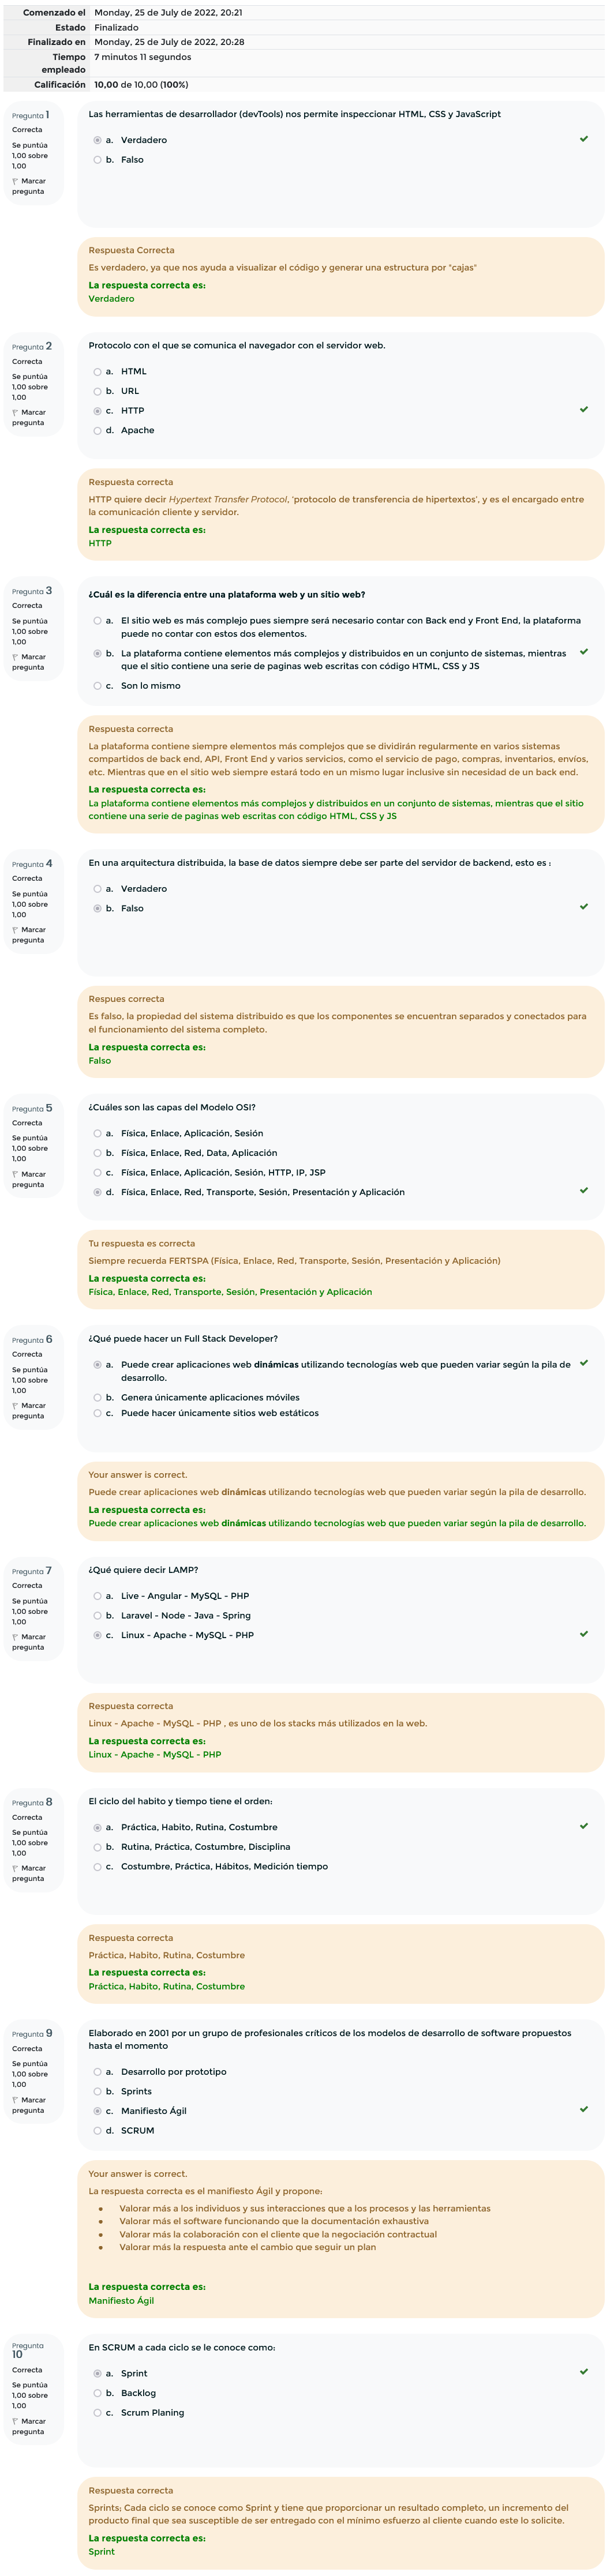 Comenzado el Monday, 25 de July de 2022, 20:21
Estado Finalizado
Finalizado en Monday, 25 de July de 2022, 20:28
Tiempo empleado 7 minutos 11 segundos
Calificación 10,00 de 10,00 (100%)
Pregunta 1
Correcta
Se puntúa
1,00 sobre
1,00
Marcar
pregunta
Las herramientas de desarrollador (devTools) nos permite inspeccionar HTML, CSS y JavaScript
a. Verdadero
b. Falso
Respuesta Correcta
Es verdadero, ya que nos ayuda a visualizar el código y generar una estructura por "cajas"
La respuesta correcta es:
Verdadero
Pregunta 2
Correcta
Se puntúa
1,00 sobre
1,00
Marcar
pregunta
Protocolo con el que se comunica el navegador con el servidor web.
a. HTML
b. URL
c. HTTP
d. Apache
Respuesta correcta
HTTP quiere decir Hypertext Transfer Protocol, 'protocolo de transferencia de hipertextos', y es el encargado entre
la comunicación cliente y servidor.
La respuesta correcta es:
HTTP
Pregunta 3
Correcta
Se puntúa
1,00 sobre
1,00
Marcar
pregunta
¿Cuál es la diferencia entre una plataforma web y un sitio web?
a. El sitio web es más complejo pues siempre será necesario contar con Back end y Front End, la plataforma
puede no contar con estos dos elementos.
b. La plataforma contiene elementos más complejos y distribuidos en un conjunto de sistemas, mientras
que el sitio contiene una serie de paginas web escritas con código HTML, CSS y JS
c. Son lo mismo
Respuesta correcta
La plataforma contiene siempre elementos más complejos que se dividirán regularmente en varios sistemas
compartidos de back end, API, Front End y varios servicios, como el servicio de pago, compras, inventarios, envíos,
etc. Mientras que en el sitio web siempre estará todo en un mismo lugar inclusive sin necesidad de un back end.
La respuesta correcta es:
La plataforma contiene elementos más complejos y distribuidos en un conjunto de sistemas, mientras que el sitio
contiene una serie de paginas web escritas con código HTML, CSS y JS
Pregunta 4
Correcta
Se puntúa
1,00 sobre
1,00
Marcar
pregunta
En una arquitectura distribuida, la base de datos siempre debe ser parte del servidor de backend, esto es :
a. Verdadero
b. Falso
Respues correcta
Es falso, la propiedad del sistema distribuido es que los componentes se encuentran separados y conectados para
el funcionamiento del sistema completo.
La respuesta correcta es:
Falso
Pregunta 5
Correcta
Se puntúa
1,00 sobre
1,00
Marcar
pregunta
¿Cuáles son las capas del Modelo OSI?
a. Física, Enlace, Aplicación, Sesión
b. Física, Enlace, Red, Data, Aplicación
c. Física, Enlace, Aplicación, Sesión, HTTP, IP, JSP
d. Física, Enlace, Red, Transporte, Sesión, Presentación y Aplicación
Tu respuesta es correcta
Siempre recuerda FERTSPA (Física, Enlace, Red, Transporte, Sesión, Presentación y Aplicación)
La respuesta correcta es:
Física, Enlace, Red, Transporte, Sesión, Presentación y Aplicación
Pregunta 6
Correcta
Se puntúa
1,00 sobre
1,00
Marcar
pregunta
¿Qué puede hacer un Full Stack Developer?
a. Puede crear aplicaciones web dinámicas utilizando tecnologías web que pueden variar según la pila de
desarrollo.
b. Genera únicamente aplicaciones móviles
c. Puede hacer únicamente sitios web estáticos
Your answer is correct.
Puede crear aplicaciones web dinámicas utilizando tecnologías web que pueden variar según la pila de desarrollo.
La respuesta correcta es:
Puede crear aplicaciones web dinámicas utilizando tecnologías web que pueden variar según la pila de desarrollo.
Pregunta 7
Correcta
Se puntúa
1,00 sobre
1,00
Marcar
pregunta
¿Qué quiere decir LAMP?
a. Live - Angular - MySQL - PHP
b. Laravel - Node - Java - Spring
c. Linux - Apache - MySQL - PHP
Respuesta correcta
Linux - Apache - MySQL - PHP , es uno de los stacks más utilizados en la web.
La respuesta correcta es:
Linux - Apache - MySQL - PHP
Pregunta 8
Correcta
Se puntúa
1,00 sobre
1,00
Marcar
pregunta
El ciclo del habito y tiempo tiene el orden:
a. Práctica, Habito, Rutina, Costumbre
b. Rutina, Práctica, Costumbre, Disciplina
c. Costumbre, Práctica, Hábitos, Medición tiempo
Respuesta correcta
Práctica, Habito, Rutina, Costumbre
La respuesta correcta es:
Práctica, Habito, Rutina, Costumbre
Pregunta 9
Correcta
Se puntúa
1,00 sobre
1,00
Marcar
pregunta
Elaborado en 2001 por un grupo de profesionales críticos de los modelos de desarrollo de software propuestos
hasta el momento
a. Desarrollo por prototipo
b. Sprints
c. Manifiesto Ágil
d. SCRUM
Your answer is correct.
La respuesta correcta es el manifiesto Ágil y propone:
• Valorar más a los individuos y sus interacciones que a los procesos y las herramientas
• Valorar más el software funcionando que la documentación exhaustiva
• Valorar más la colaboración con el cliente que la negociación contractual
• Valorar más la respuesta ante el cambio que seguir un plan
La respuesta correcta es:
Manifiesto Ágil
Pregunta
10
Correcta
Se puntúa
1,00 sobre
1,00
Marcar
pregunta
En SCRUM a cada ciclo se le conoce como:
a. Sprint
b. Backlog
c. Scrum Planing
Respuesta correcta
Sprints; Cada ciclo se conoce como Sprint y tiene que proporcionar un resultado completo, un incremento del
producto final que sea susceptible de ser entregado con el mínimo esfuerzo al cliente cuando este lo solicite.
La respuesta correcta es:
Sprint